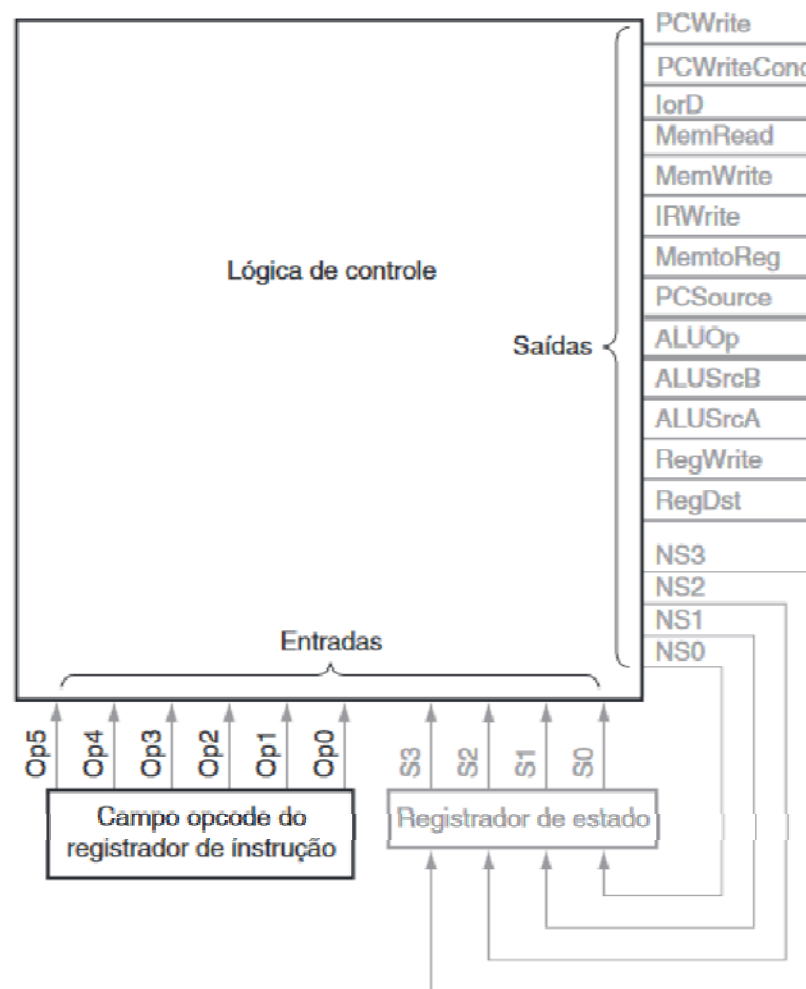 PCWrite
PCWriteCond
IorD
MemRead
MemWrite
IRWrite
MemtoReg
PCSource
ALUOp
ALUSrcB
ALUSrcA
RegWrite
RegDst
NS3
NS2
NS1
NS0
Lógica de controle
Saídas
Entradas
Op5
Op4
Op3
Op2
Op1
Op0
S3
S2
S1
S0
Campo opcode do
registrador de instrução
Registrador de estado